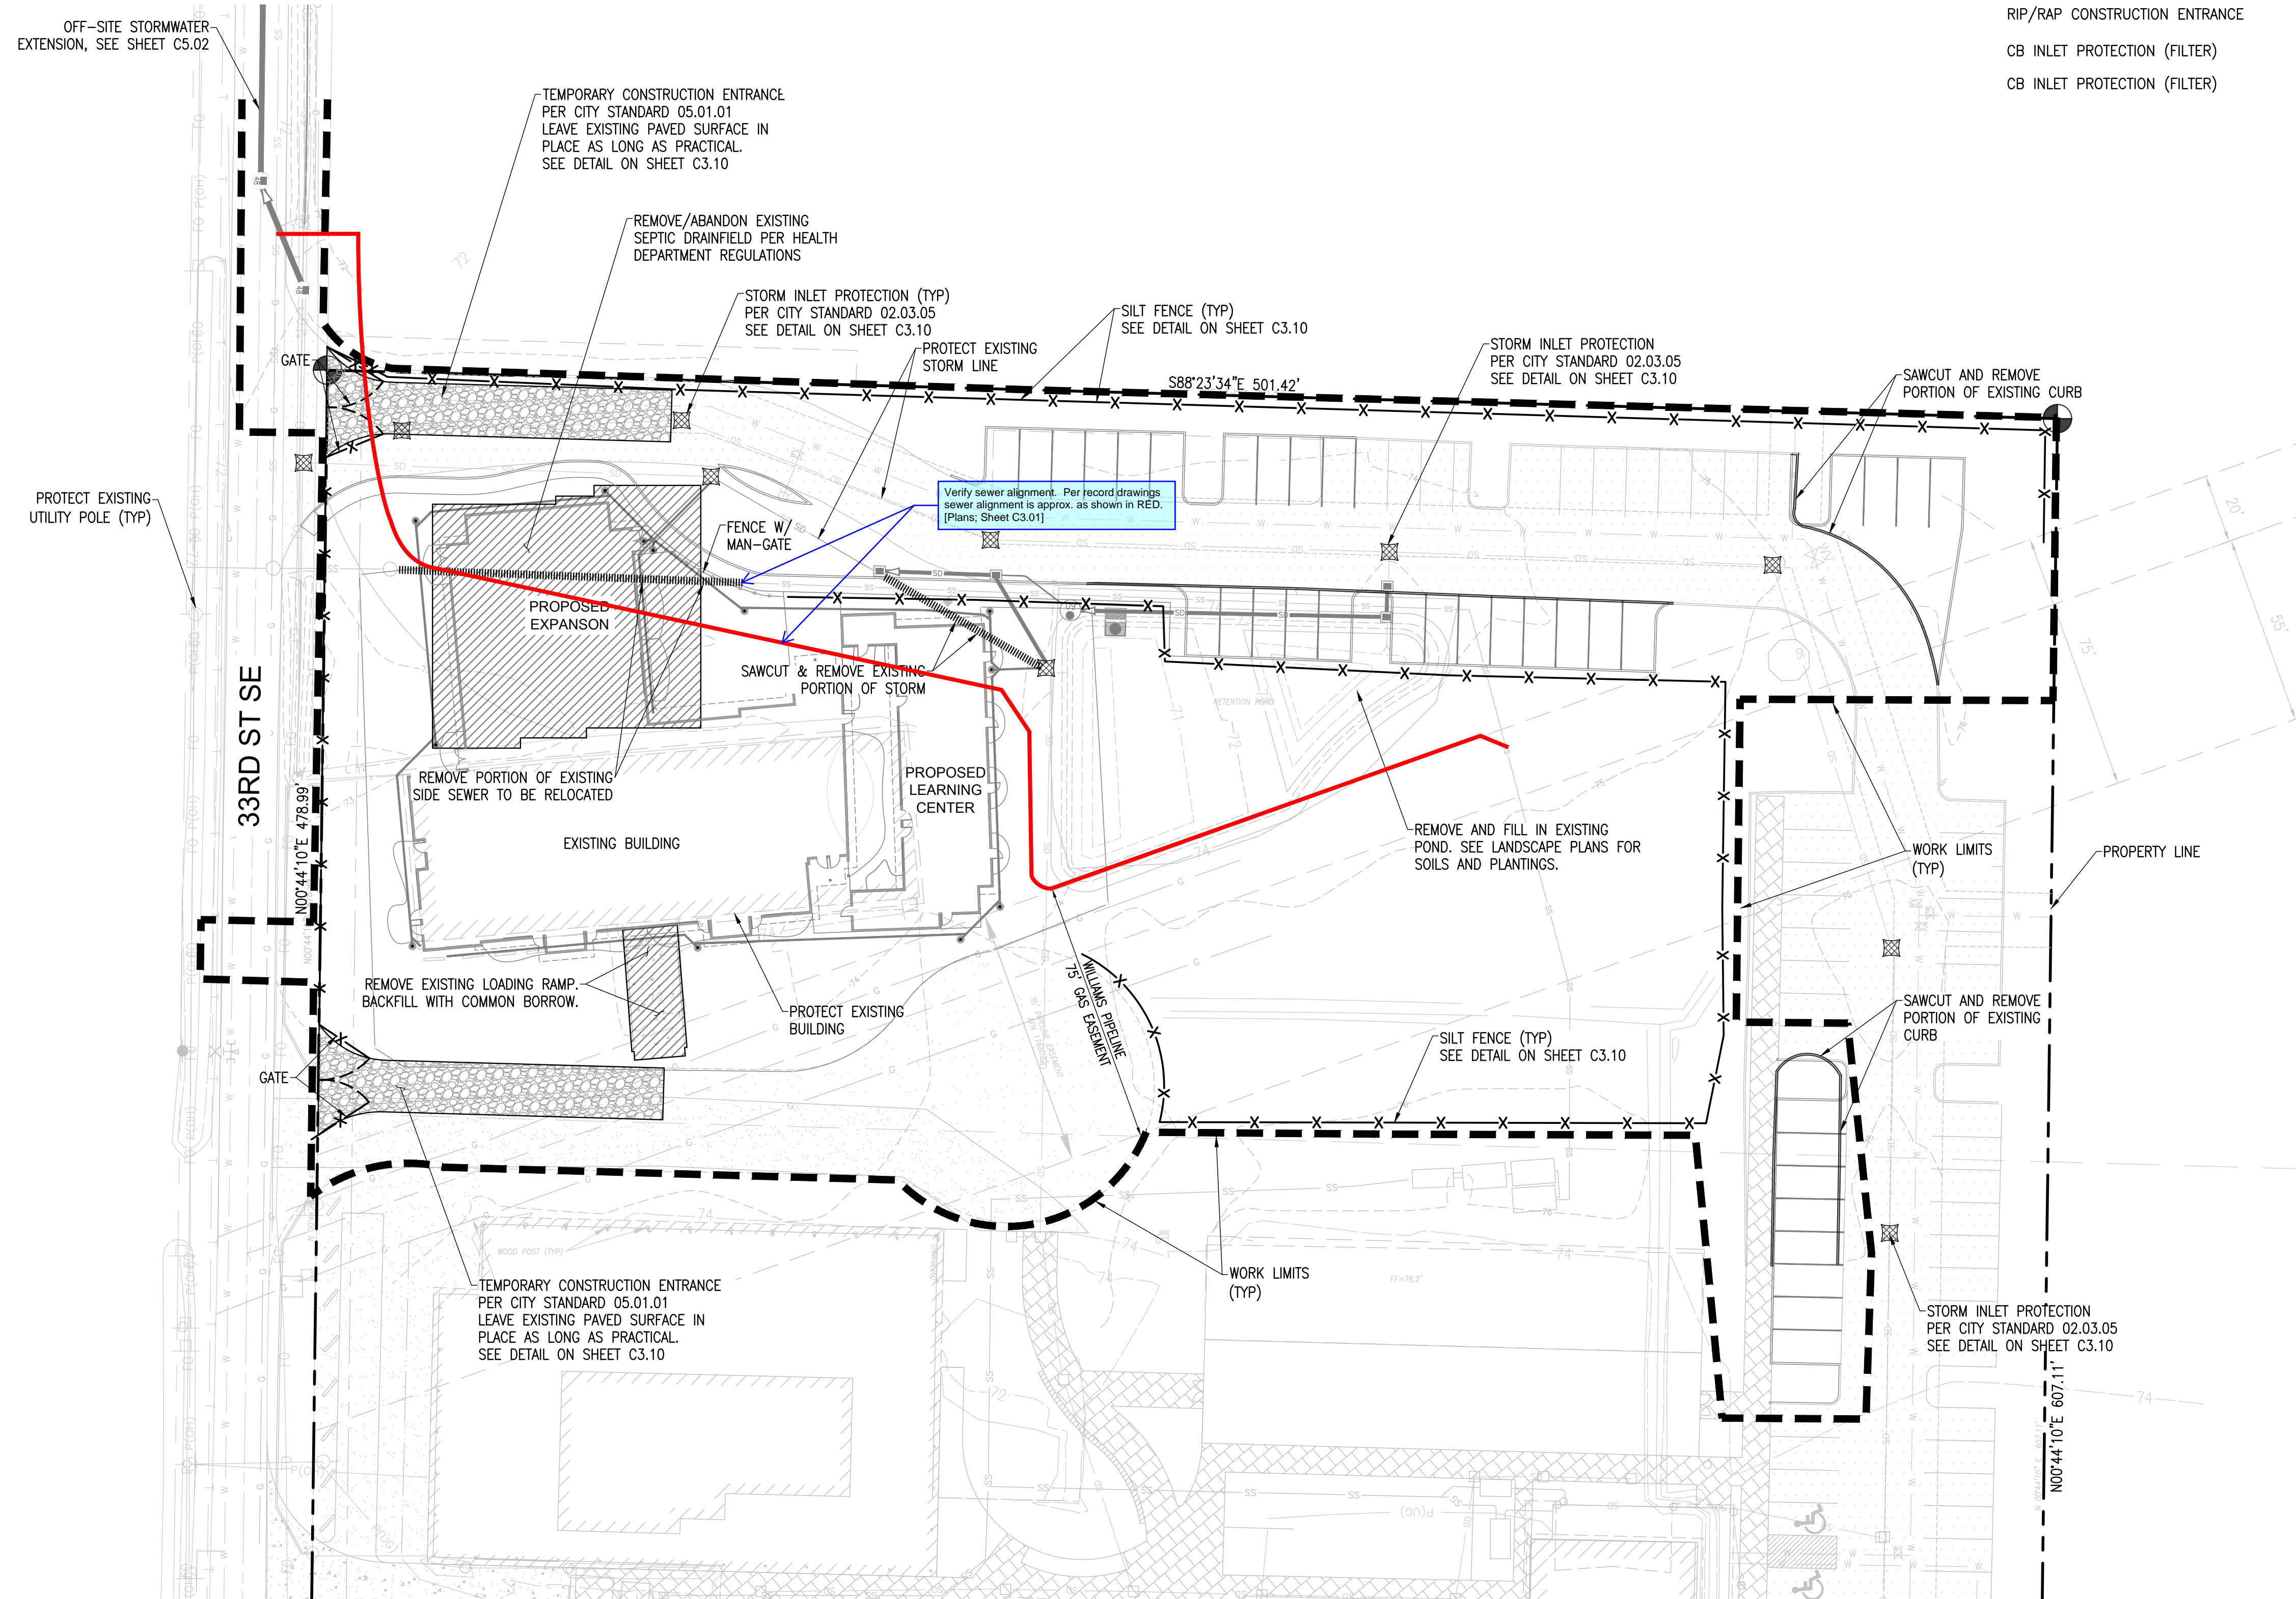 OFF-SITE STORMWATER
EXTENSION, SEE SHEET C5.02
RIP/RAP CONSTRUCTION ENTRANCE
CB INLET PROTECTION (FILTER)
CB INLET PROTECTION (FILTER)
TEMPORARY CONSTRUCTION ENTRANCE
PER CITY STANDARD 05.01.01
LEAVE EXISTING PAVED SURFACE IN
PLACE AS LONG AS PRACTICAL.
SEE DETAIL ON SHEET C3.10
REMOVE/ABANDON EXISTING
SEPTIC DRAINFIELD PER HEALTH
DEPARTMENT REGULATIONS
STORM INLET PROTECTION (TYP)
PER CITY STANDARD 02.03.05
SEE DETAIL ON SHEET C3.10
PROTECT EXISTING
STORM LINE
SILT FENCE (TYP)
SEE DETAIL ON SHEET C3.10
STORM INLET PROTECTION
PER CITY STANDARD 02.03.05
SEE DETAIL ON SHEET C3.10
SAWCUT AND REMOVE
PORTION OF EXISTING CURB
S88°23'34"E 501.42'
GATE
72
PROTECT EXISTING
UTILITY POLE (TYP)
Verify sewer alignment. Per record drawings
sewer alignment is approx. as shown in RED.
[Plans; Sheet C3.01]
FENCE W/
MAN-GATE
PROPOSED
EXPANSON
SAWCUT & REMOVE EXISTING
PORTION OF STORM
20'
55'
75'
33RD ST SE
N00°44'10"E 478.99'
RETENTION POND
REMOVE PORTION OF EXISTING
SIDE SEWER TO BE RELOCATED
PROPOSED
LEARNING
CENTER
EXISTING BUILDING
REMOVE AND FILL IN EXISTING
POND. SEE LANDSCAPE PLANS FOR
SOILS AND PLANTINGS.
WORK LIMITS
(TYP)
PROPERTY LINE
REMOVE EXISTING LOADING RAMP.
BACKFILL WITH COMMON BORROW.
PROTECT EXISTING
BUILDING
WILLIAMS PIPELINE
75' GAS EASEMENT
SILT FENCE (TYP)
SEE DETAIL ON SHEET C3.10
SAWCUT AND REMOVE
PORTION OF EXISTING
CURB
GATE
WOOD POST (TYP)
FF=76.2'
WORK LIMITS
(TYP)
TEMPORARY CONSTRUCTION ENTRANCE
PER CITY STANDARD 05.01.01
LEAVE EXISTING PAVED SURFACE IN
PLACE AS LONG AS PRACTICAL.
SEE DETAIL ON SHEET C3.10
STORM INLET PROTECTION
PER CITY STANDARD 02.03.05
SEE DETAIL ON SHEET C3.10
N00°44'10"E 607.11'
74
P(UG)